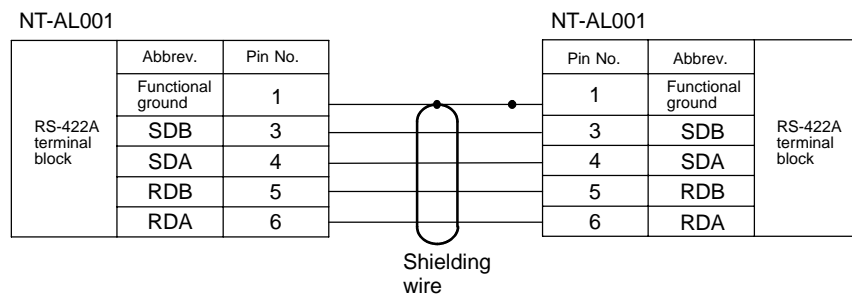 NT-AL001 NT-AL001
Abbrev. Pin No. Pin No. Abbrev.
RS-422A
terminal
block
Functional
ground
1
1
Functional
ground
RS-422A
terminal
block
SDB 3 3 SDB
SDA 4 4 SDA
RDB 5 5 RDB
RDA 6 6 RDA
Shielding
wire